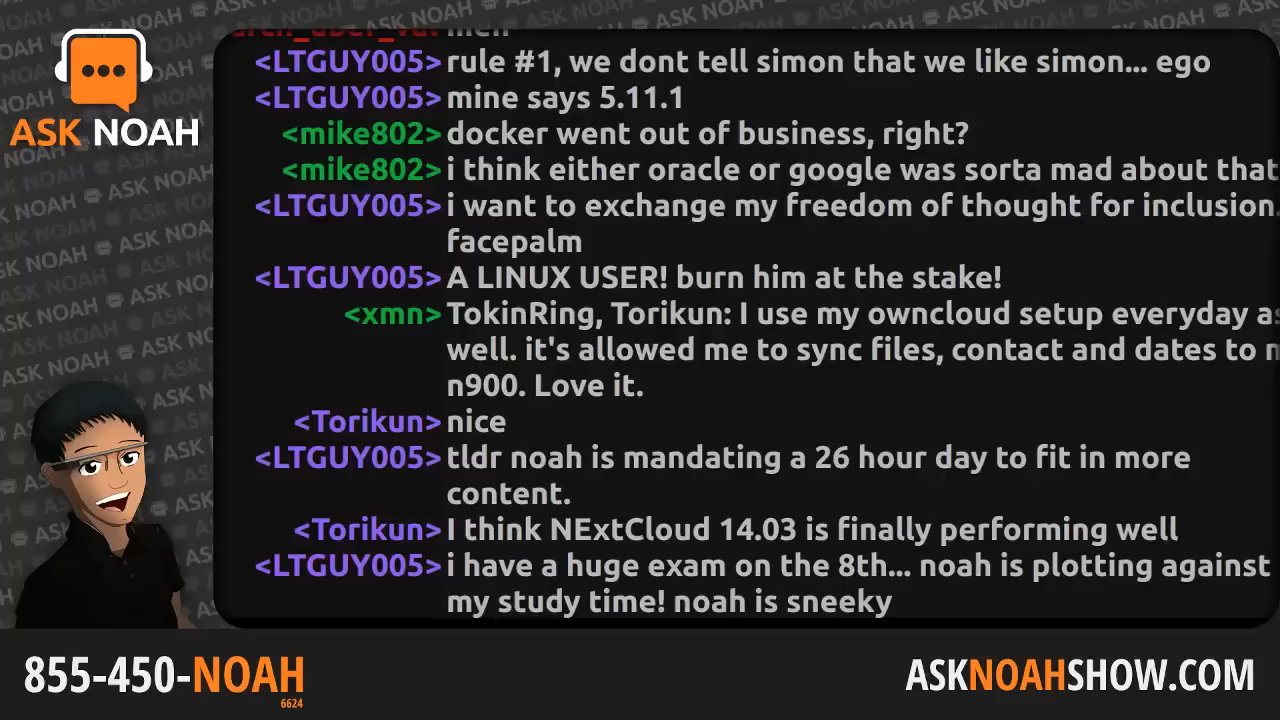 ASK NOAH
arch_uber_val
<LTGUY005> rule #1, we dont tell simon that we like simon... ego
<LTGUY005> mine says 5.11.1
<mike802> docker went out of business, right?
<mike802> i think either oracle or google was sorta mad about that
<LTGUY005> i want to exchange my freedom of thought for inclusion.
facepalm
<LTGUY005> A LINUX USER! burn him at the stake!
<xmn> TokinRing, Torikun: I use my owncloud setup everyday as
well. it's allowed me to sync files, contact and dates to m
n900. Love it.
<Torikun> nice
<LTGUY005> tldr noah is mandating a 26 hour day to fit in more
content.
<Torikun> I think NExtCloud 14.03 is finally performing well
<LTGUY005> i have a huge exam on the 8th... noah is plotting against
my study time! noah is sneeky
855-450-NOAH
6624
ASKNOAHSHOW.COM